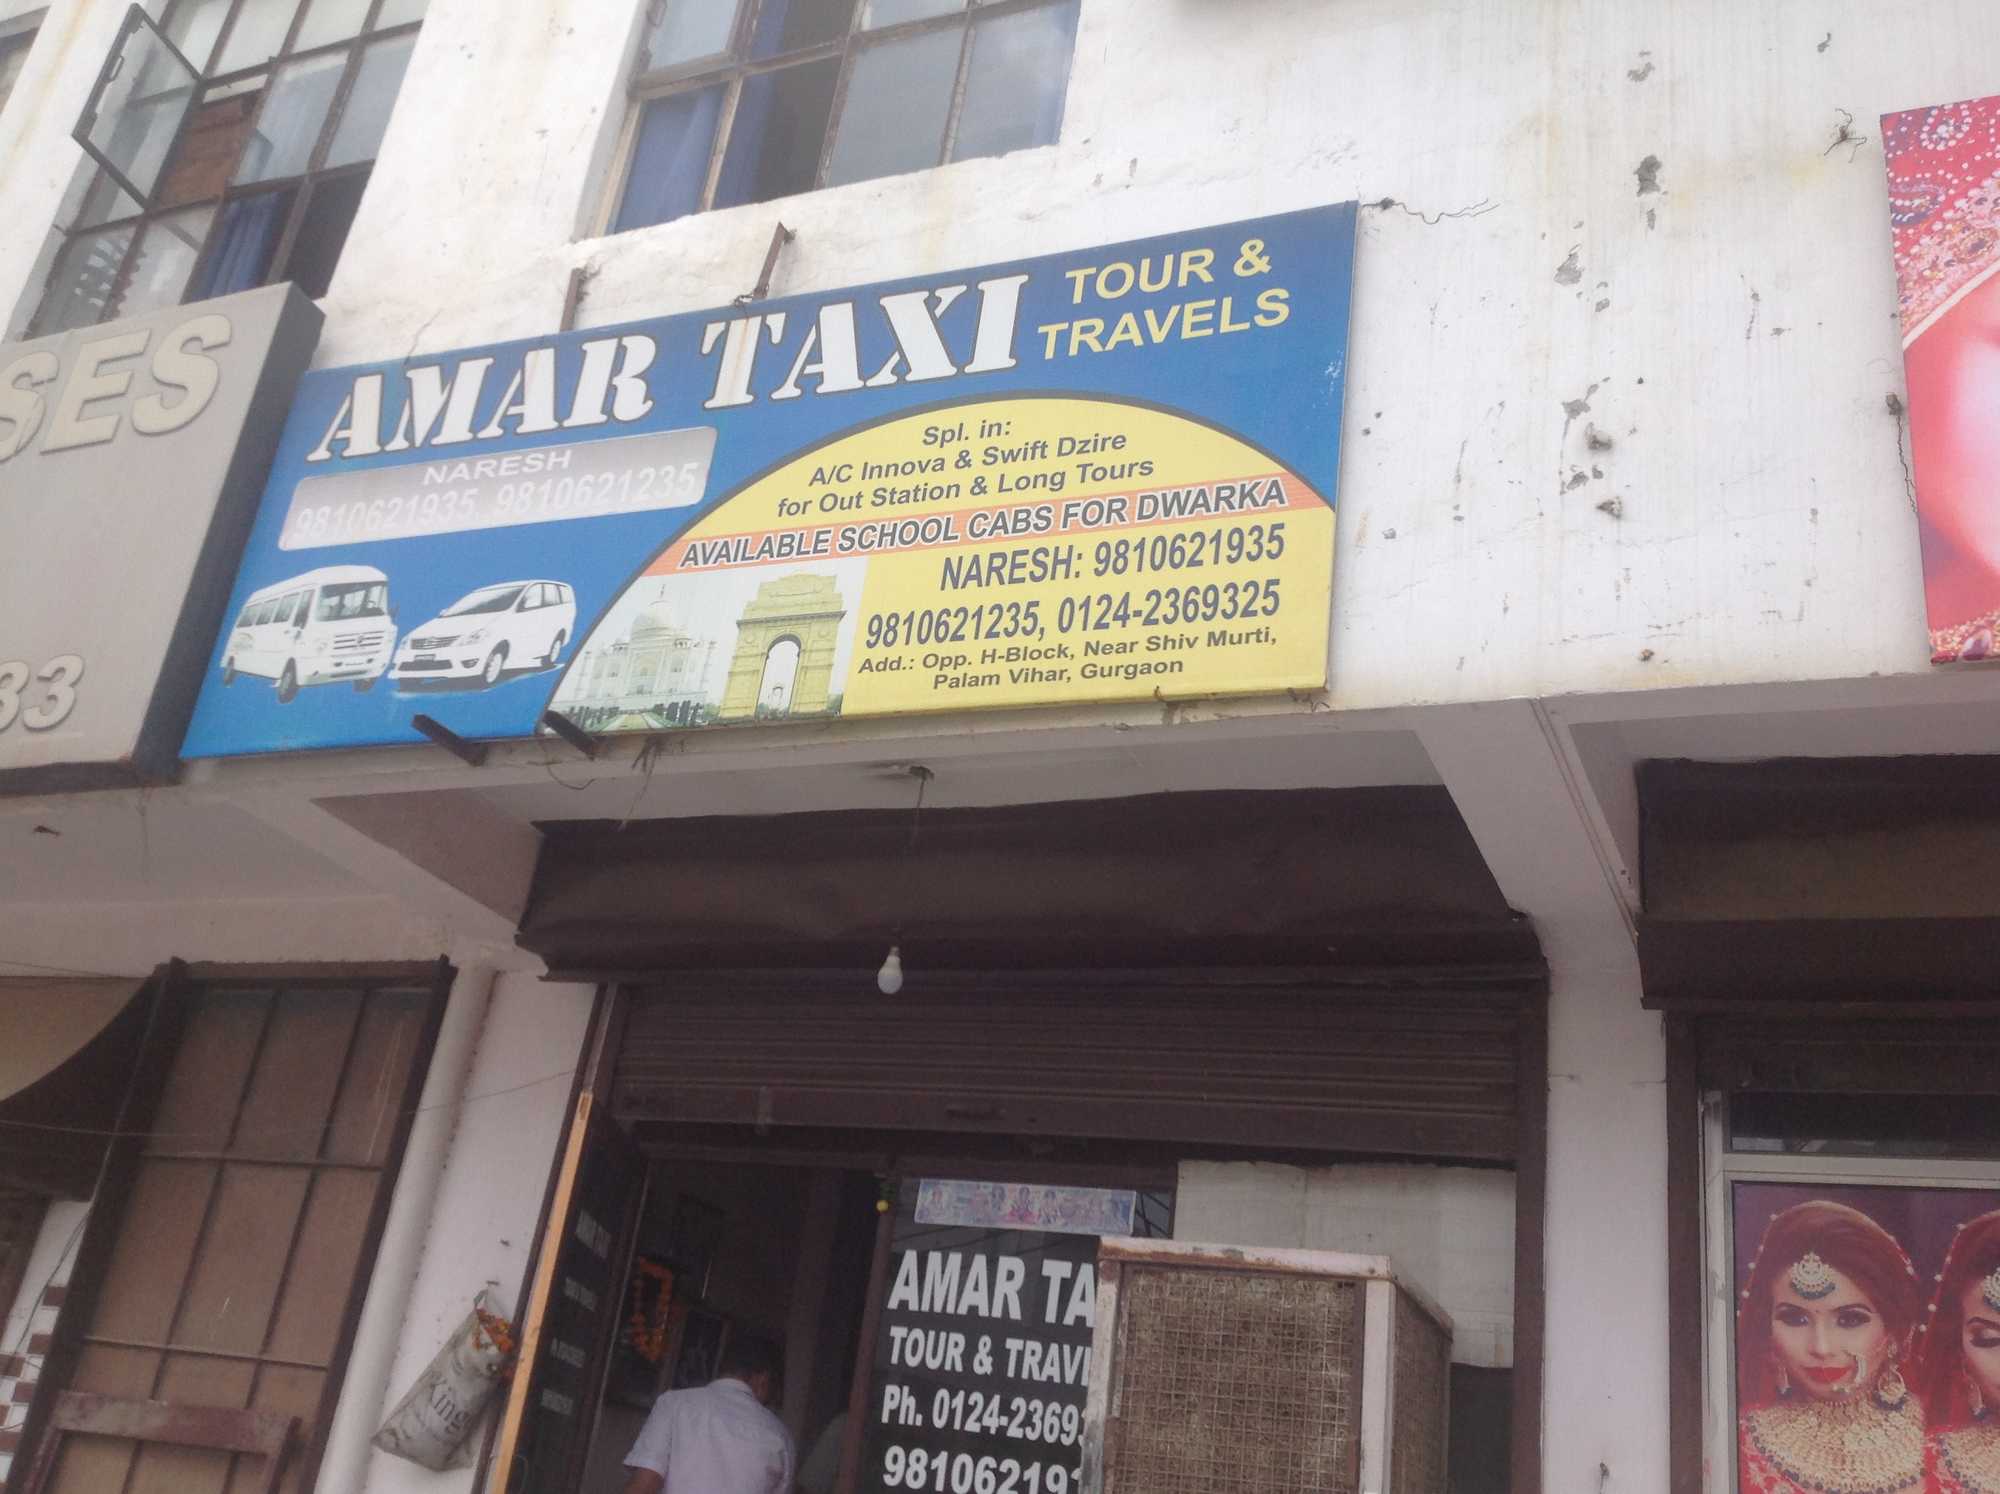 SES
33
AMAR TAXI
TOUR &
TRAVELS
NARESH
9810621935, 9810621235
Spl. in:
A/C Innova & Swift Dzire
for Out Station & Long Tours
AVAILABLE SCHOOL CABS FOR DWARKA
NARESH: 9810621935
9810621235, 0124-2369325
Add.: Opp. H-Block, Near Shiv Murti,
Palam Vihar, Gurgaon
AMAR TA
TOUR & TRAV
Ph. 0124-2369
981062193
King